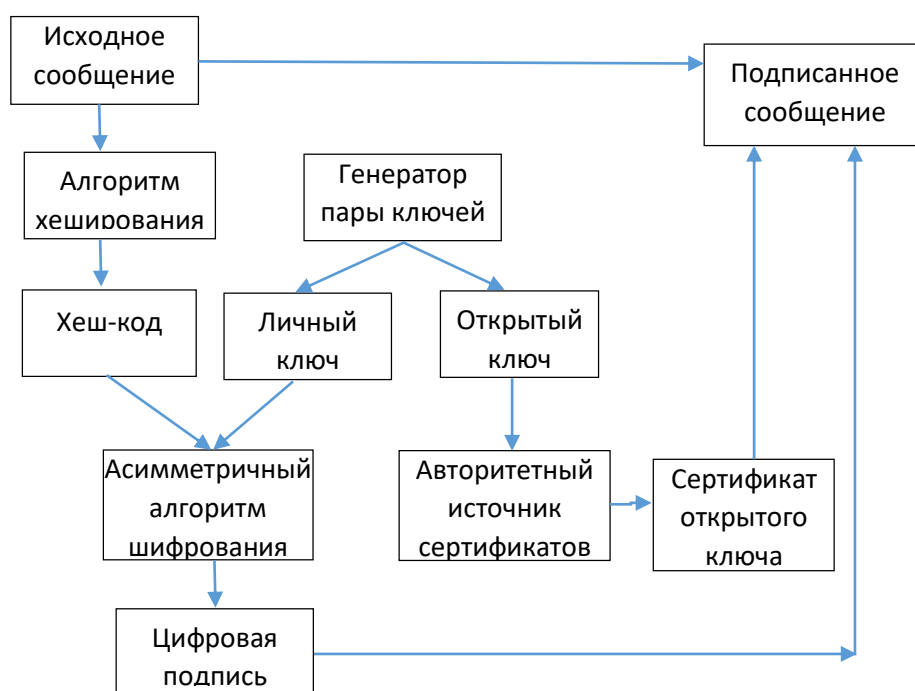 Исходное
сообщение
Подписанное
сообщение
Алгоритм
хеширования
Генератор
пары ключей
Хеш-код
Личный
ключ
Открытый
ключ
Асимметричный
алгоритм
шифрования
Авторитетный
источник
сертификатов
Сертификат
открытого
ключа
Цифровая
подпись